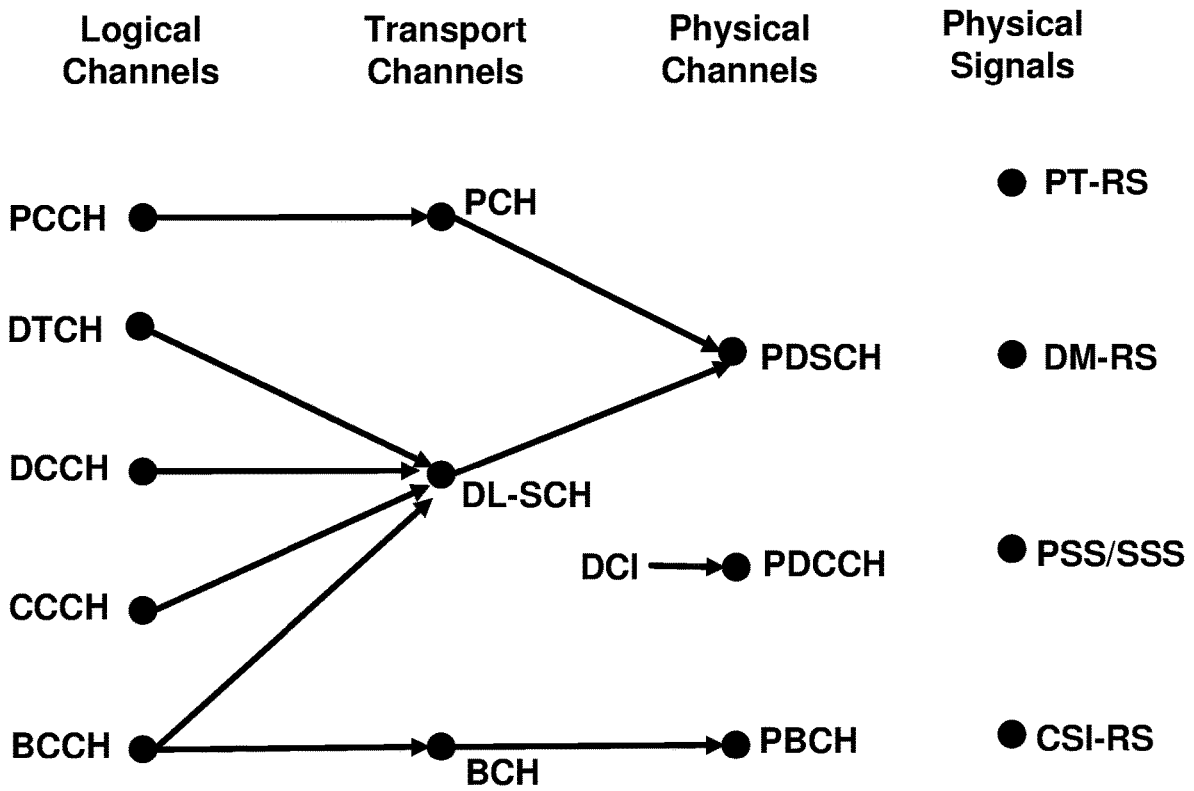 Logical
Channels
Transport
Channels
Physical
Channels
Physical
Signals
PCCH
PCH
PT-RS
DTCH
PDSCH
DM-RS
DCCH
DL-SCH
DCI
PDCCH
PSS/SSS
CCCH
BCCH
BCH
PBCH
CSI-RS